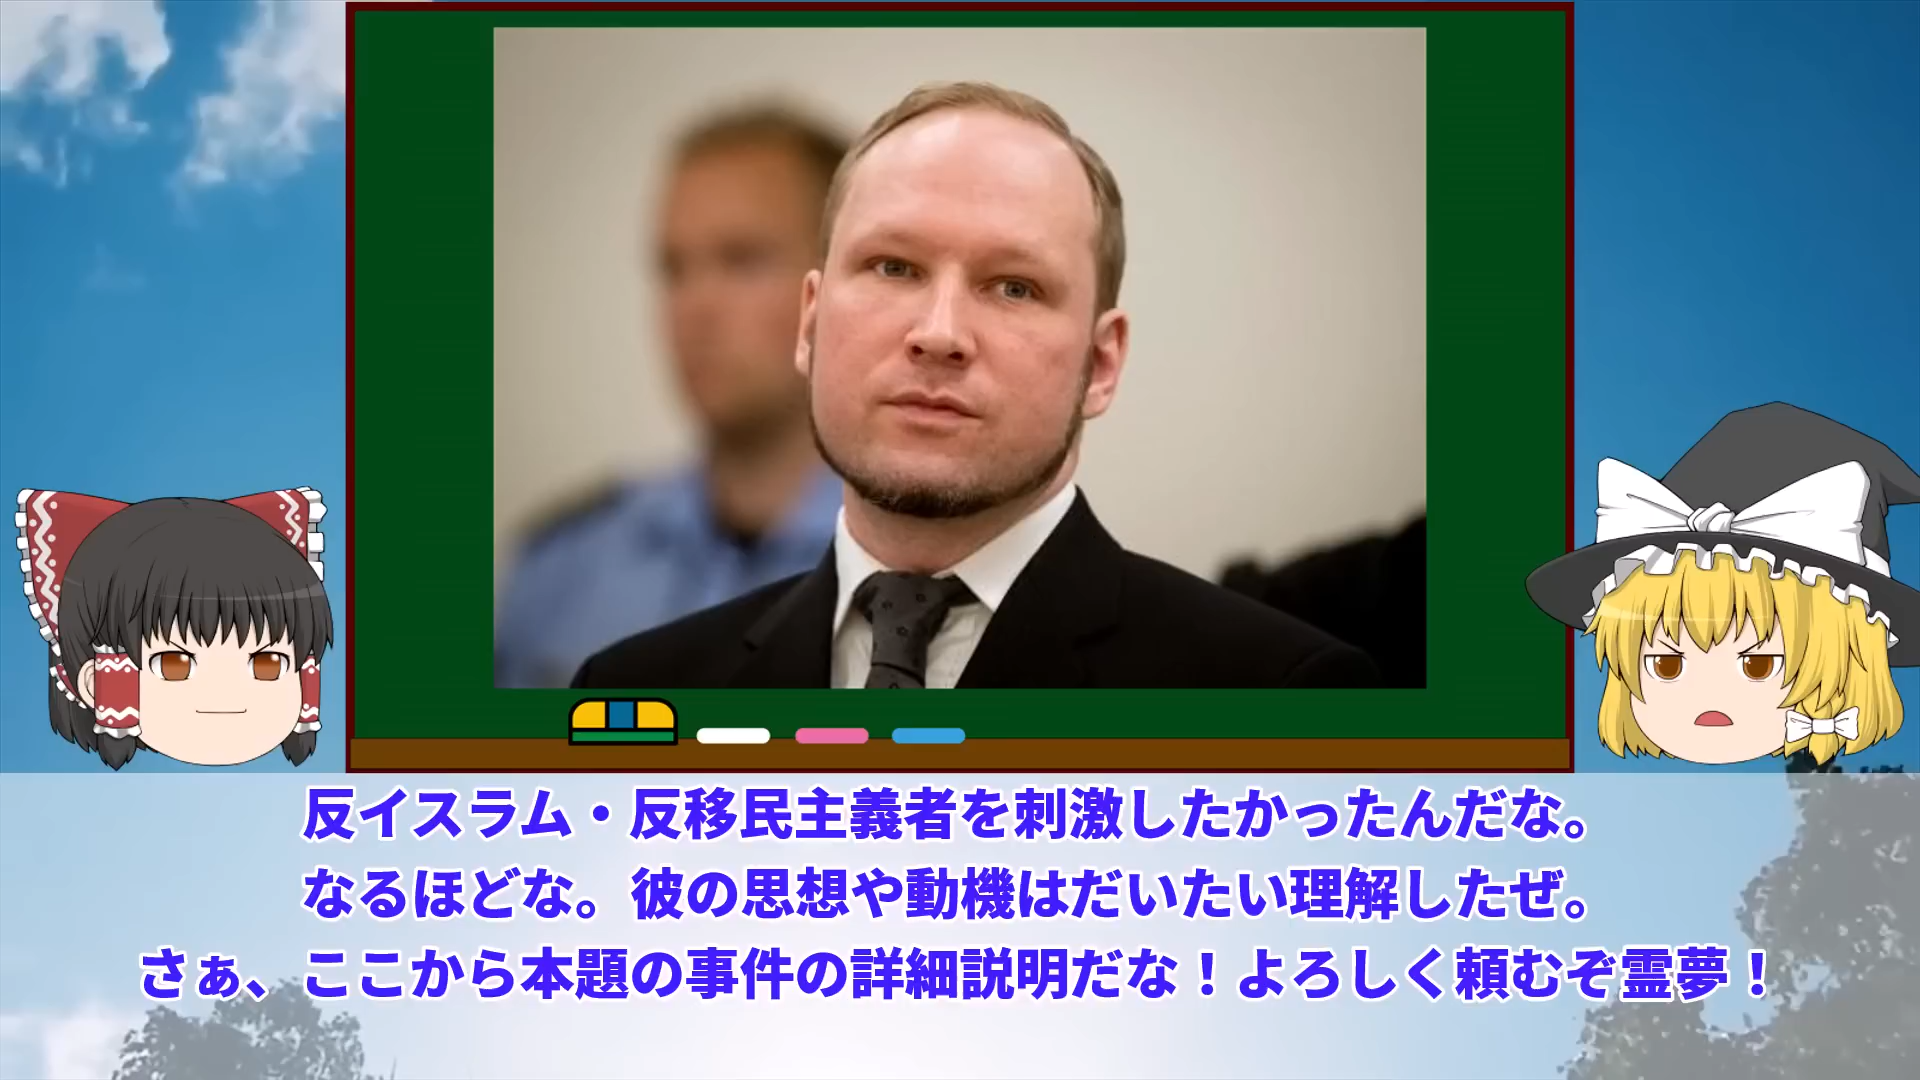 反イスラム・反移民主義者を刺激したかったんだな。
なるほどな。彼の思想や動機はだいたい理解したぜ。
さぁ、ここから本題の事件の詳細説明だな！よろしく頼むぞ霊夢！